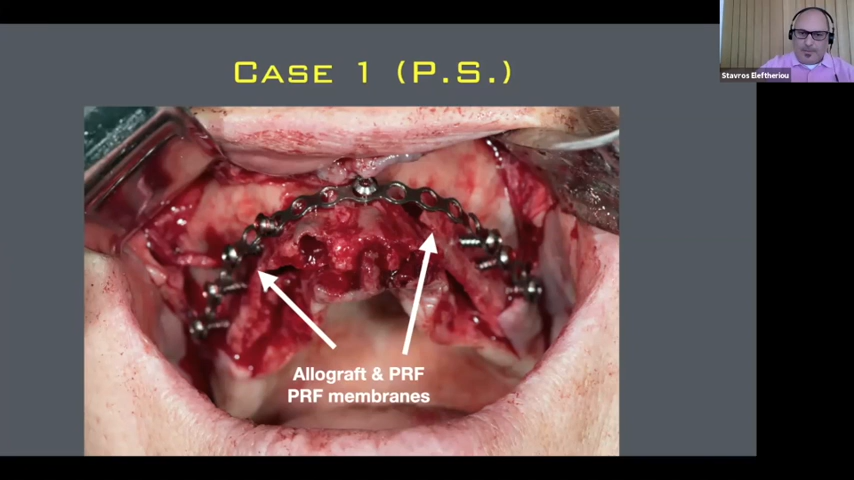 CASE 1 (P.S.)
Stavros Eleftheriou
Allograft & PRF
PRF membranes